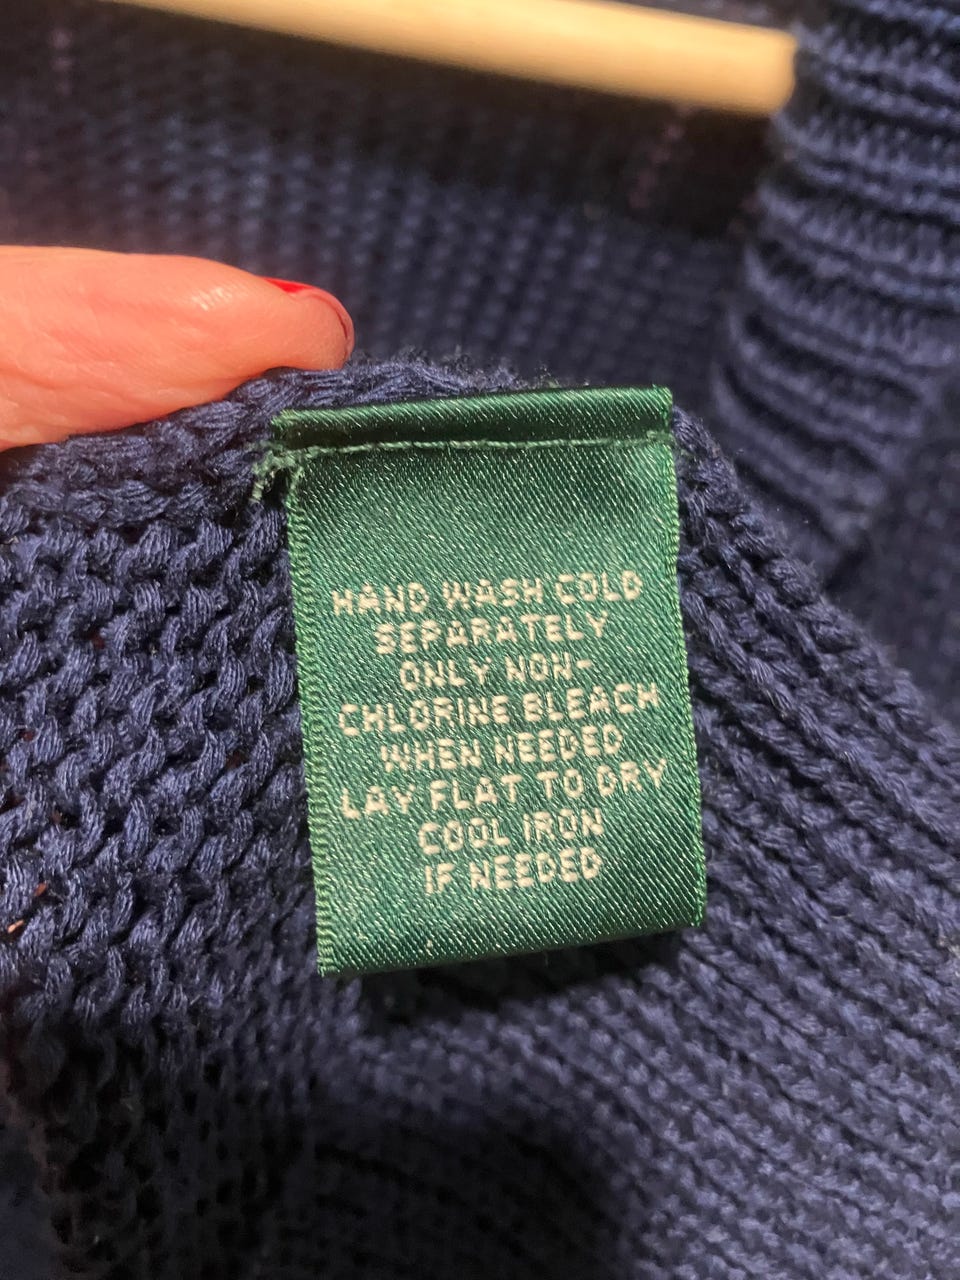 HAND WASH COLD
SEPARATELY
ONLY NON-
CHLORINE BLEACH
WHEN NEEDED
LAY FLAT TO DRY
COOL IRON
IF NEEDED